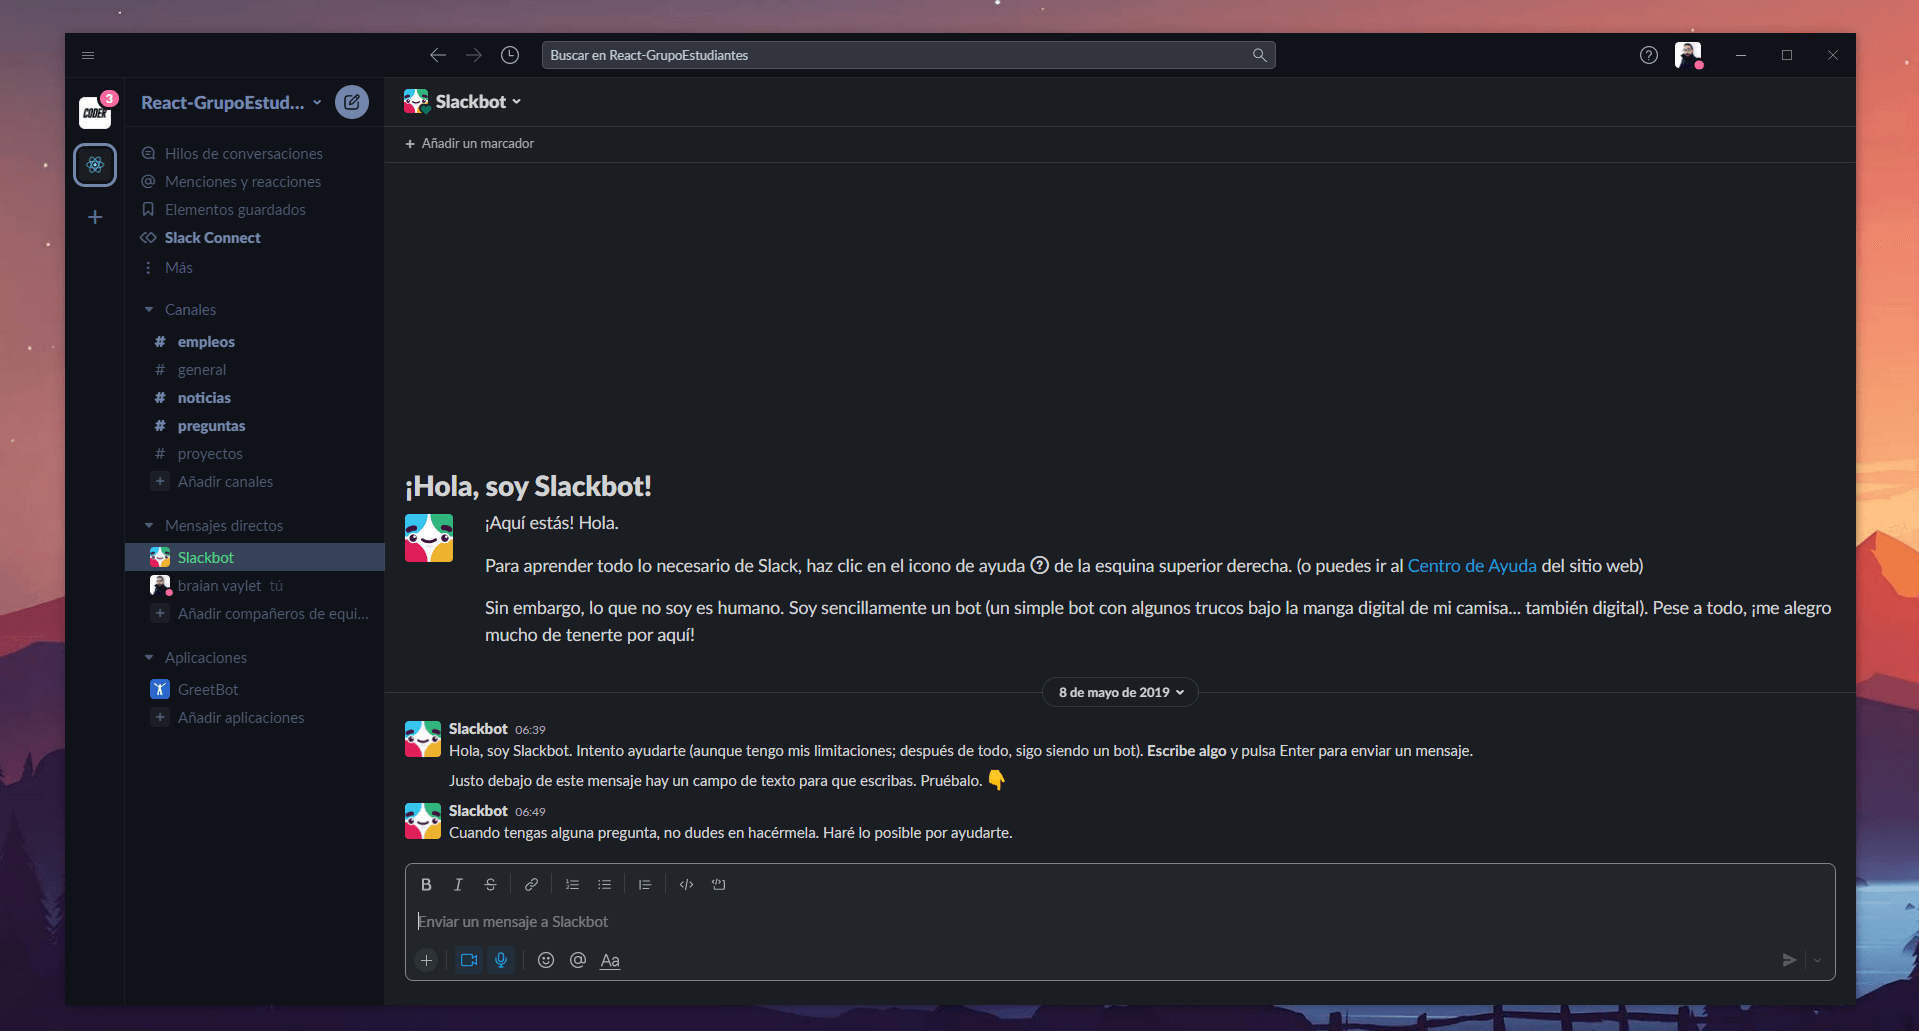 Buscar en React-GrupoEstudiantes
3
CODER
React-GrupoEstud...
Hilos de conversaciones
Menciones y reacciones
Elementos guardados
Slack Connect
Más
Canales
# empleos
# general
# noticias
# preguntas
# proyectos
+ Añadir canales
Mensajes directos
Slackbot
braian vaylet tú
+ Añadir compañeros de equi...
Aplicaciones
GreetBot
+ Añadir aplicaciones
Slackbot
+ Añadir un marcador
¡Hola, soy Slackbot!
¡Aquí estás! Hola.
Para aprender todo lo necesario de Slack, haz clic en el icono de ayuda ? de la esquina superior derecha. (o puedes ir al Centro de Ayuda del sitio web)
Sin embargo, lo que no soy es humano. Soy sencillamente un bot (un simple bot con algunos trucos bajo la manga digital de mi camisa... también digital). Pese a todo, ¡me alegro
mucho de tenerte por aquí!
8 de mayo de 2019
Slackbot 06:39
Hola, soy Slackbot. Intento ayudarte (aunque tengo mis limitaciones; después de todo, sigo siendo un bot). Escribe algo y pulsa Enter para enviar un mensaje.
Justo debajo de este mensaje hay un campo de texto para que escribas. Pruébalo. 👇
Slackbot 06:49
Cuando tengas alguna pregunta, no dudes en hacérmela. Haré lo posible por ayudarte.
B I S
Enviar un mensaje a Slackbot
+ @ Aa